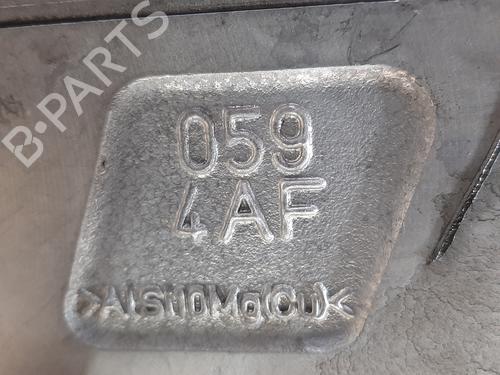 B-PARTS
059
4AF
>AlSi10Mg(Cu)<